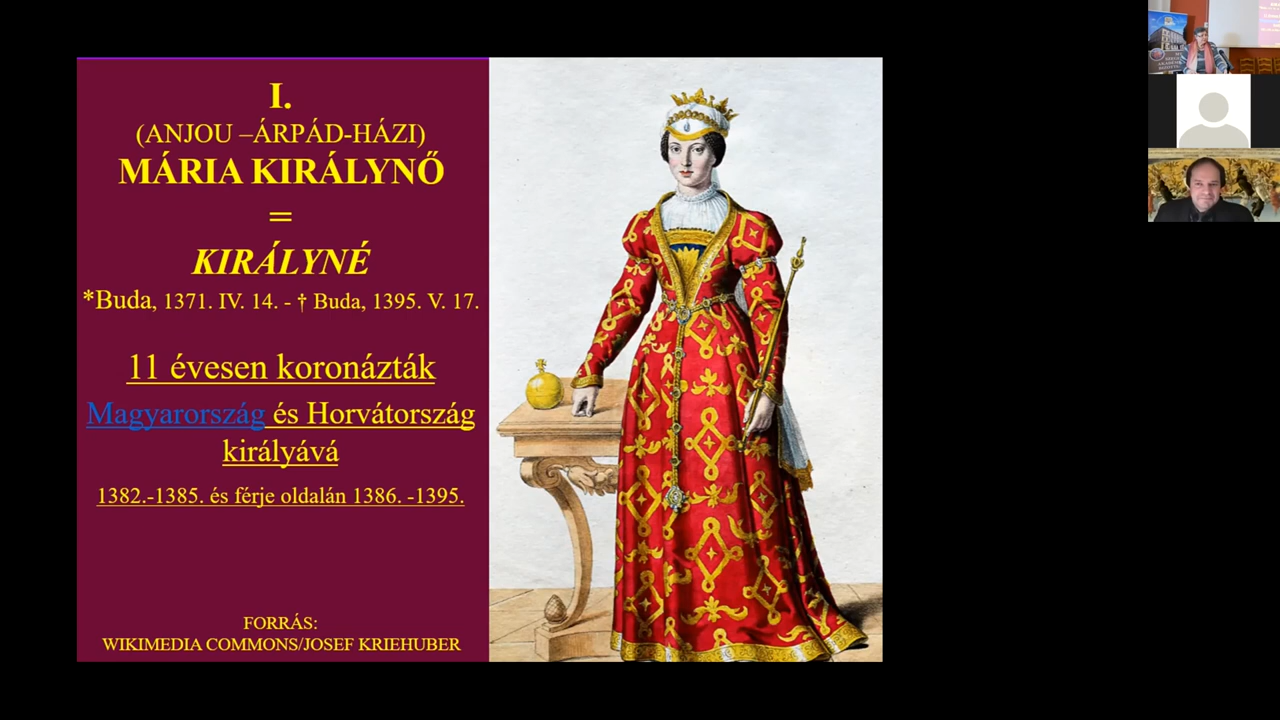 I.
(ANJOU –ÁRPÁD-HÁZI)
MÁRIA KIRÁLYNŐ
=
KIRÁLYNÉ
*Buda, 1371. IV. 14. - † Buda, 1395. V. 17.
11 évesen koronázták
Magyarország és Horvátország
királyává
1382.-1385. és férje oldalán 1386. -1395.
FORRÁS:
WIKIMEDIA COMMONS/JOSEF KRIEHUBER